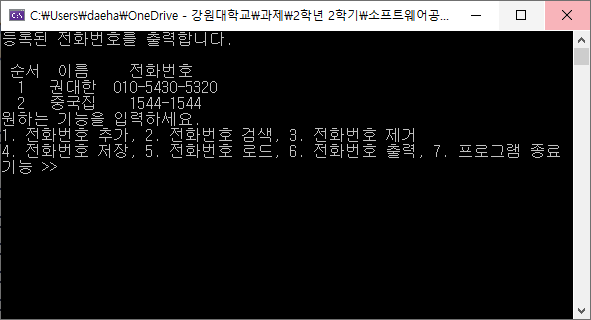 C:₩Users₩daeha₩OneDrive - 강원대학교₩과제₩2학년 2학기₩소프트웨어공...
등록된 전화번호를 출력합니다.
순서 이름 전화번호
1 권대한 010-5430-5320
2 중국집 1544-1544
원하는 기능을 입력하세요.
1. 전화번호 추가, 2. 전화번호 검색, 3. 전화번호 제거
4. 전화번호 저장, 5. 전화번호 로드, 6. 전화번호 출력, 7. 프로그램 종료
기능 >>